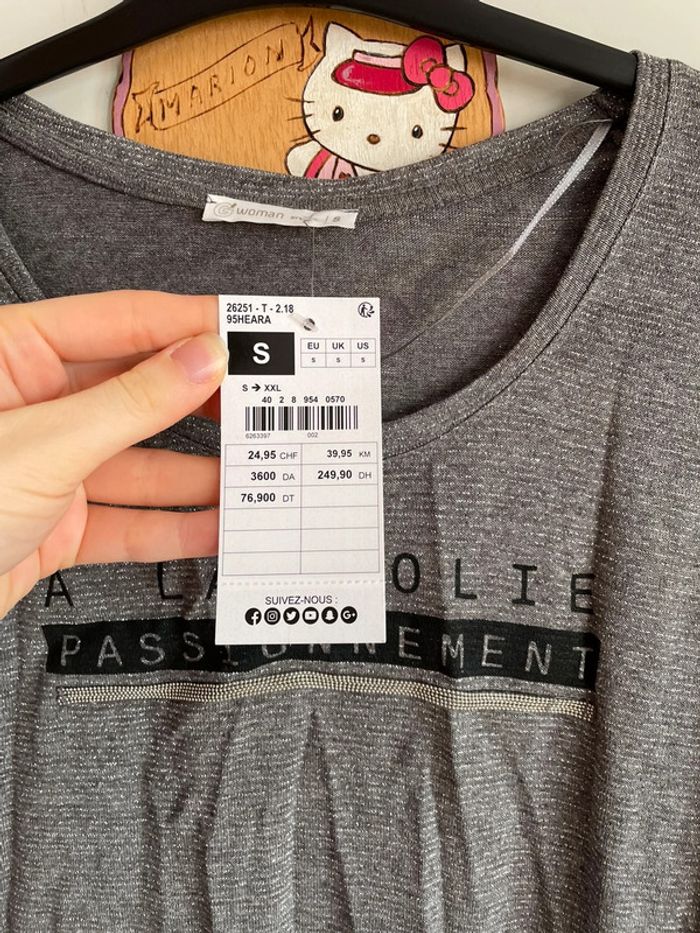 MARION
woman
S
26251 - T - 2.18
95HEARA
S
EU UK US
S S S
S → XXL
40 2 8 954 0570
6263397 002
24,95 CHF 39,95 KM
3600 DA 249,90 DH
76,900 DT
SUIVEZ-NOUS :
A LA OLIE
PASSIONNEMENT